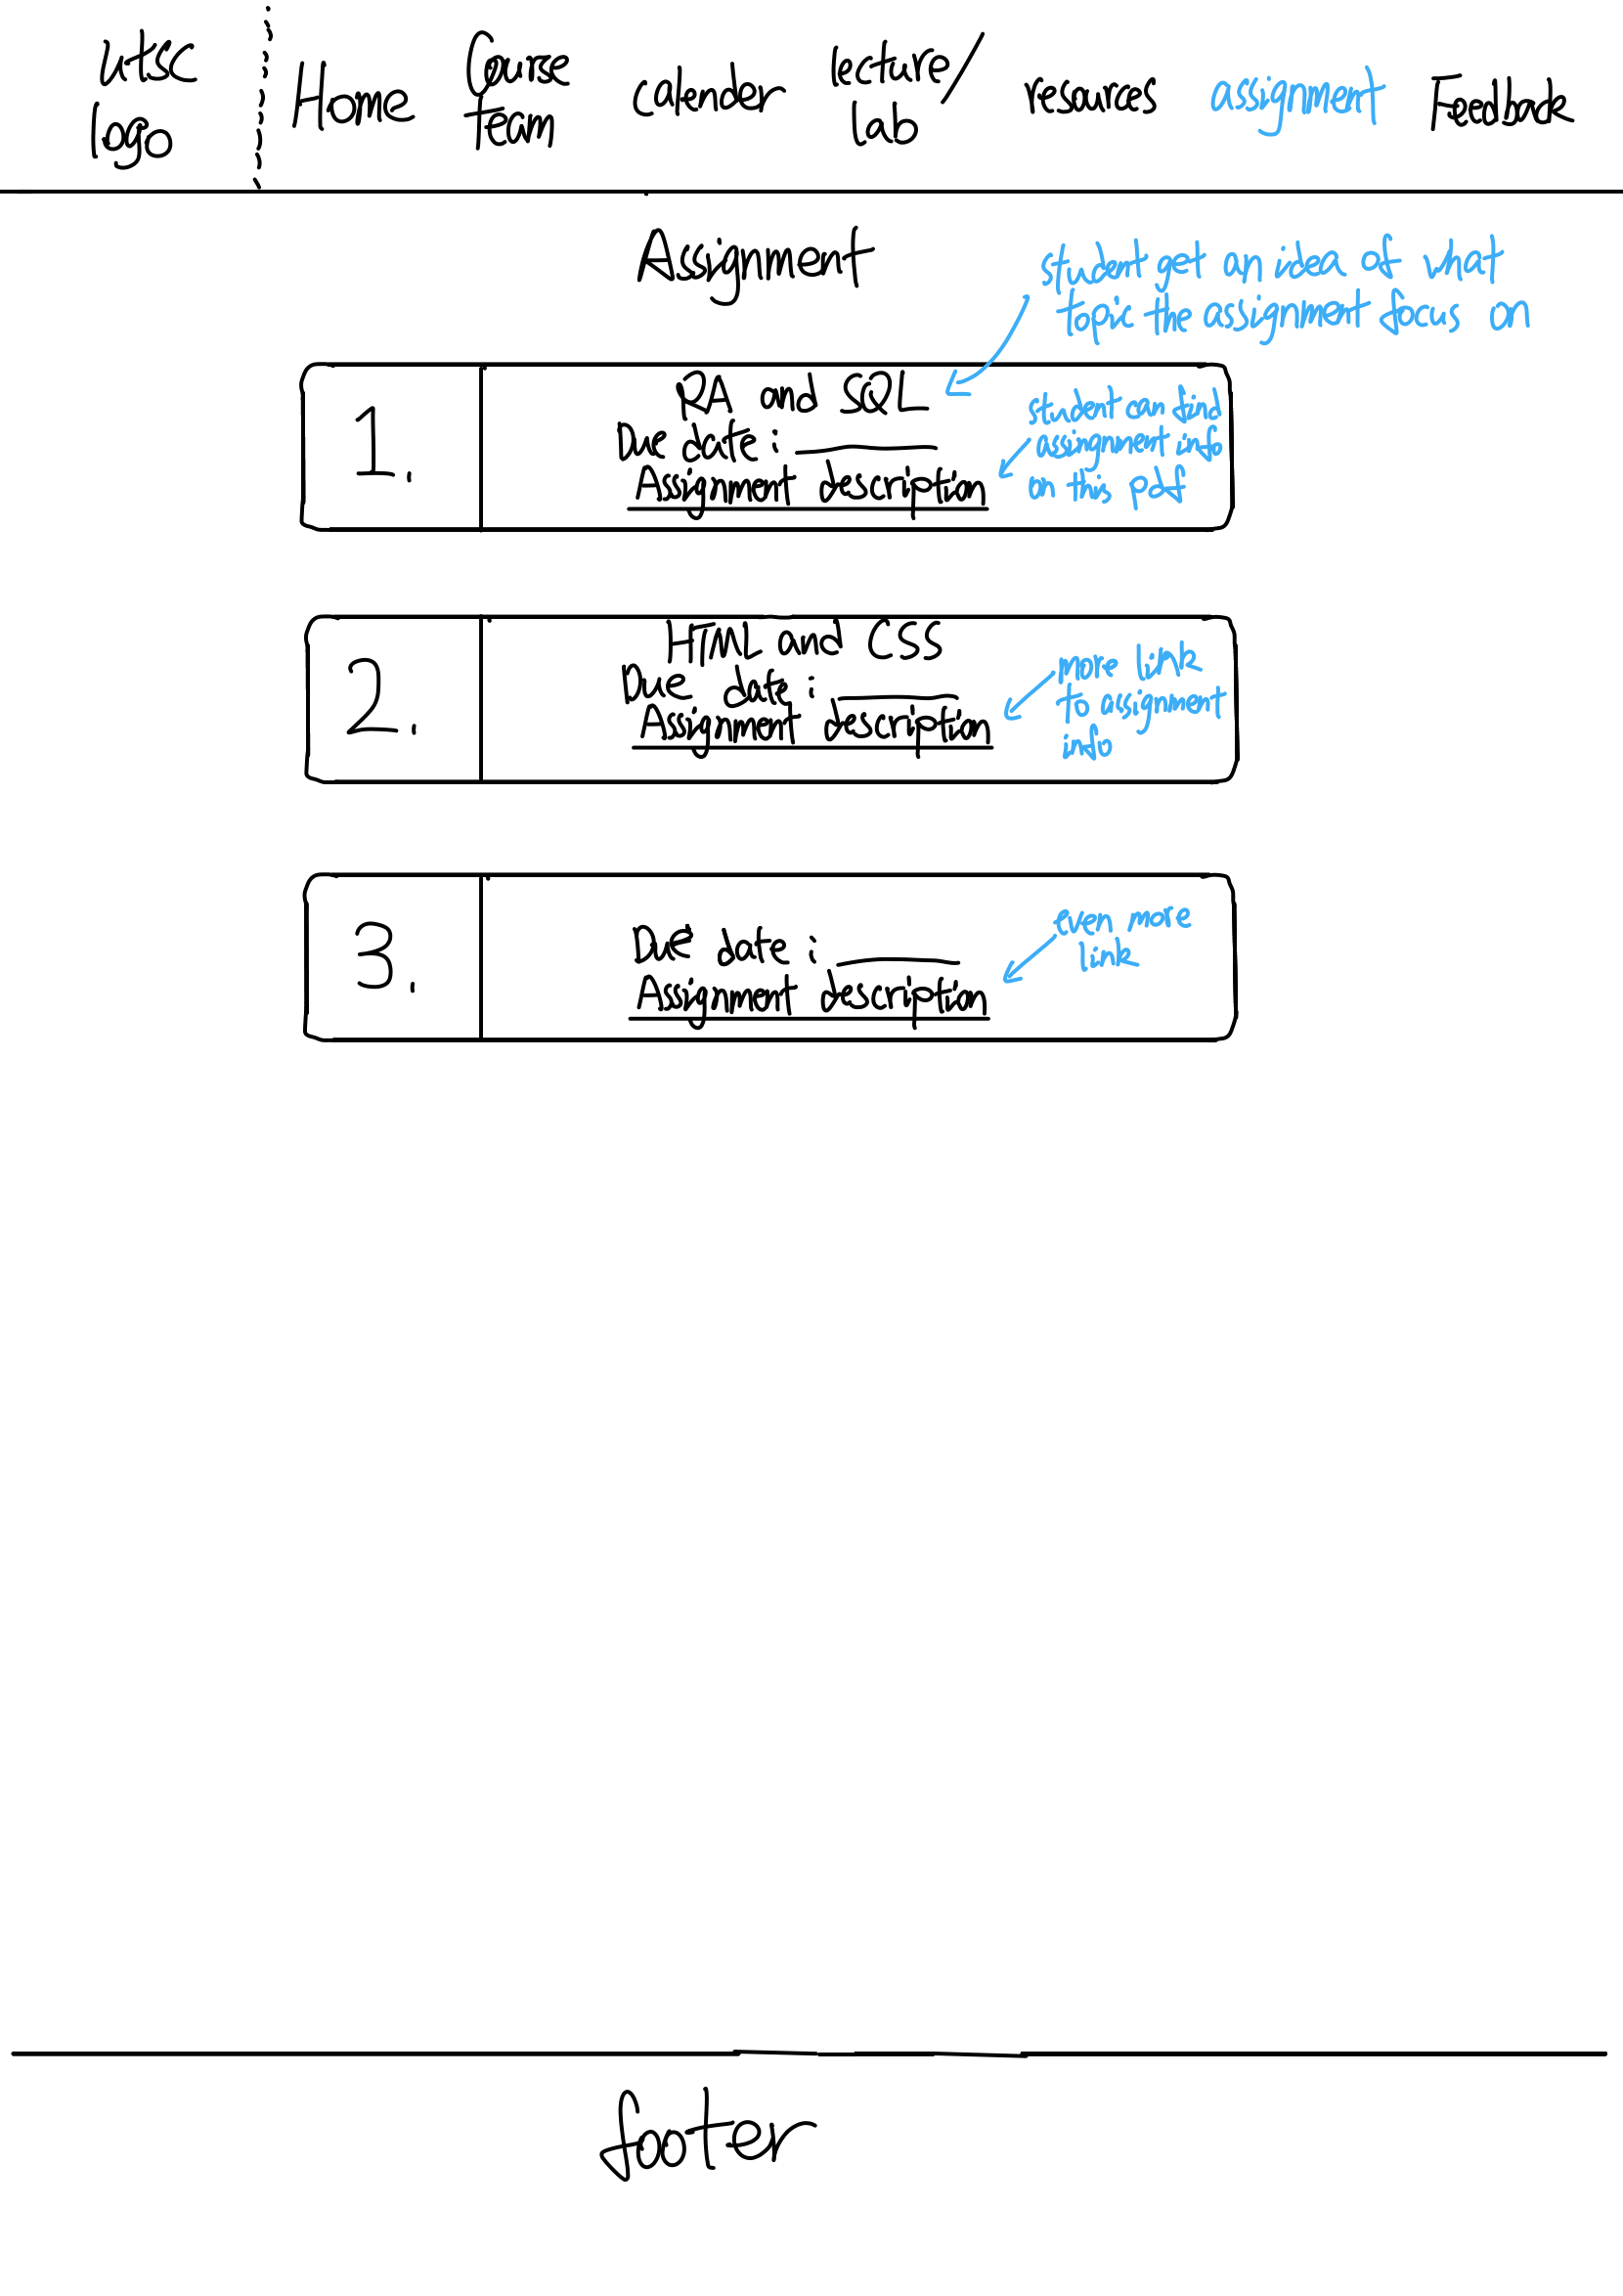 utsc
logo
Home
Course
team
calender
lecture/
lab
resources
assignment
Feedback
Assignment
student get an idea of what
topic the assignment focus on
1.
RA and SQL
Due date :
Assignment description
student can find
assignment info
on this pdf
2.
HTML and CSS
Due date :
Assignment description
more link
to assignment
info
3.
Due date :
Assignment description
even more
link
footer